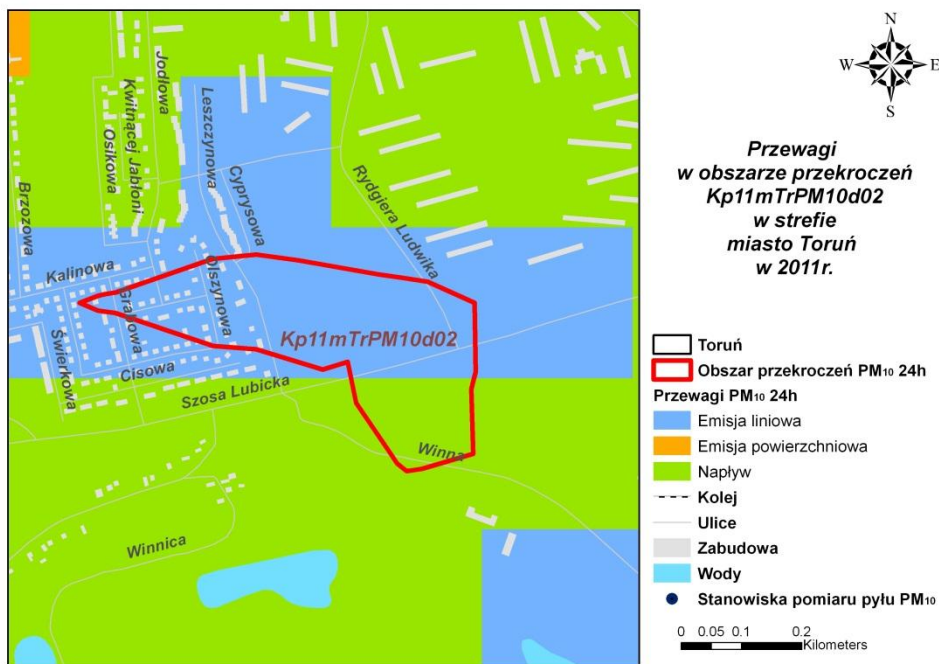 Jodłowa
Kwitnącej Jabłoni
Osikowa
Leszczynowa
Cyprysowa
Rydgiera Ludwika
Brzozowa
Kalinowa
Olszynowa
Grabowa
Świerkowa
Cisowa
Kp11mTrPM10d02
Szosa Lubicka
Winna
Winnica
N
W E
S
Przewagi
w obszarze przekroczeń
Kp11mTrPM10d02
w strefie
miasto Toruń
w 2011r.
Toruń
Obszar przekroczeń PM10 24h
Przewagi PM10 24h
Emisja liniowa
Emisja powierzchniowa
Napływ
Kolej
Ulice
Zabudowa
Wody
Stanowiska pomiaru pyłu PM10
0 0.05 0.1 0.2
Kilometers